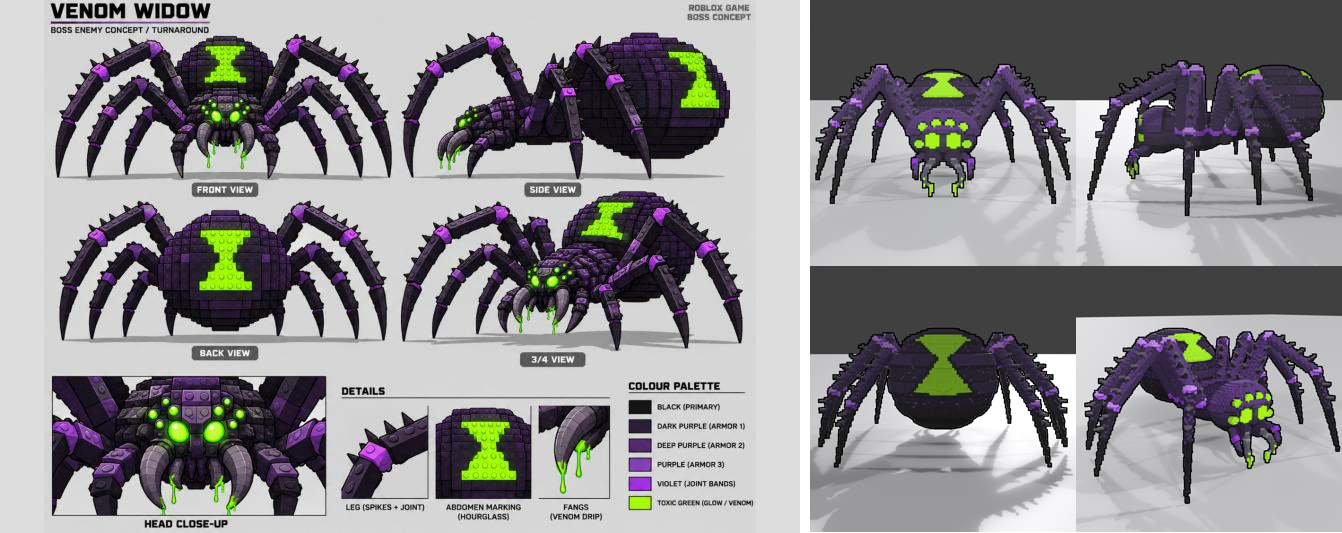 VENOM WIDOW
BOSS ENEMY CONCEPT / TURNAROUND
ROBLOX GAME
BOSS CONCEPT
FRONT VIEW
SIDE VIEW
BACK VIEW
3/4 VIEW
HEAD CLOSE-UP
DETAILS
LEG (SPIKES + JOINT)
ABDOMEN MARKING
(HOURGLASS)
FANGS
(VENOM DRIP)
COLOUR PALETTE
BLACK (PRIMARY)
DARK PURPLE (ARMOR 1)
DEEP PURPLE (ARMOR 2)
PURPLE (ARMOR 3)
VIOLET (JOINT BANDS)
TOXIC GREEN (GLOW / VENOM)